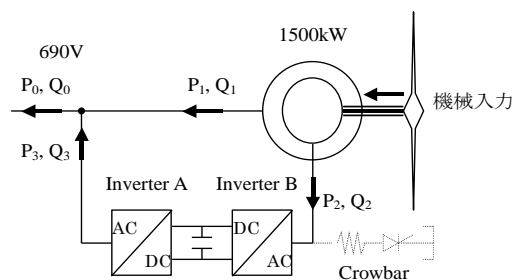 1500kW
690V
P₀, Q₀
P₁, Q₁
機械入力
P₃, Q₃
Inverter A
Inverter B
P₂, Q₂
AC
DC
DC
AC
Crowbar